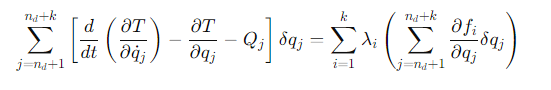 \sum_{j=n_d+1}^{n_d+k} \left[ \frac{d}{dt} \left( \frac{\partial T}{\partial \dot{q}_j} \right) - \frac{\partial T}{\partial q_j} - Q_j \right] \delta q_j = \sum_{i=1}^{k} \lambda_i \left( \sum_{j=n_d+1}^{n_d+k} \frac{\partial f_i}{\partial q_j} \delta q_j \right)